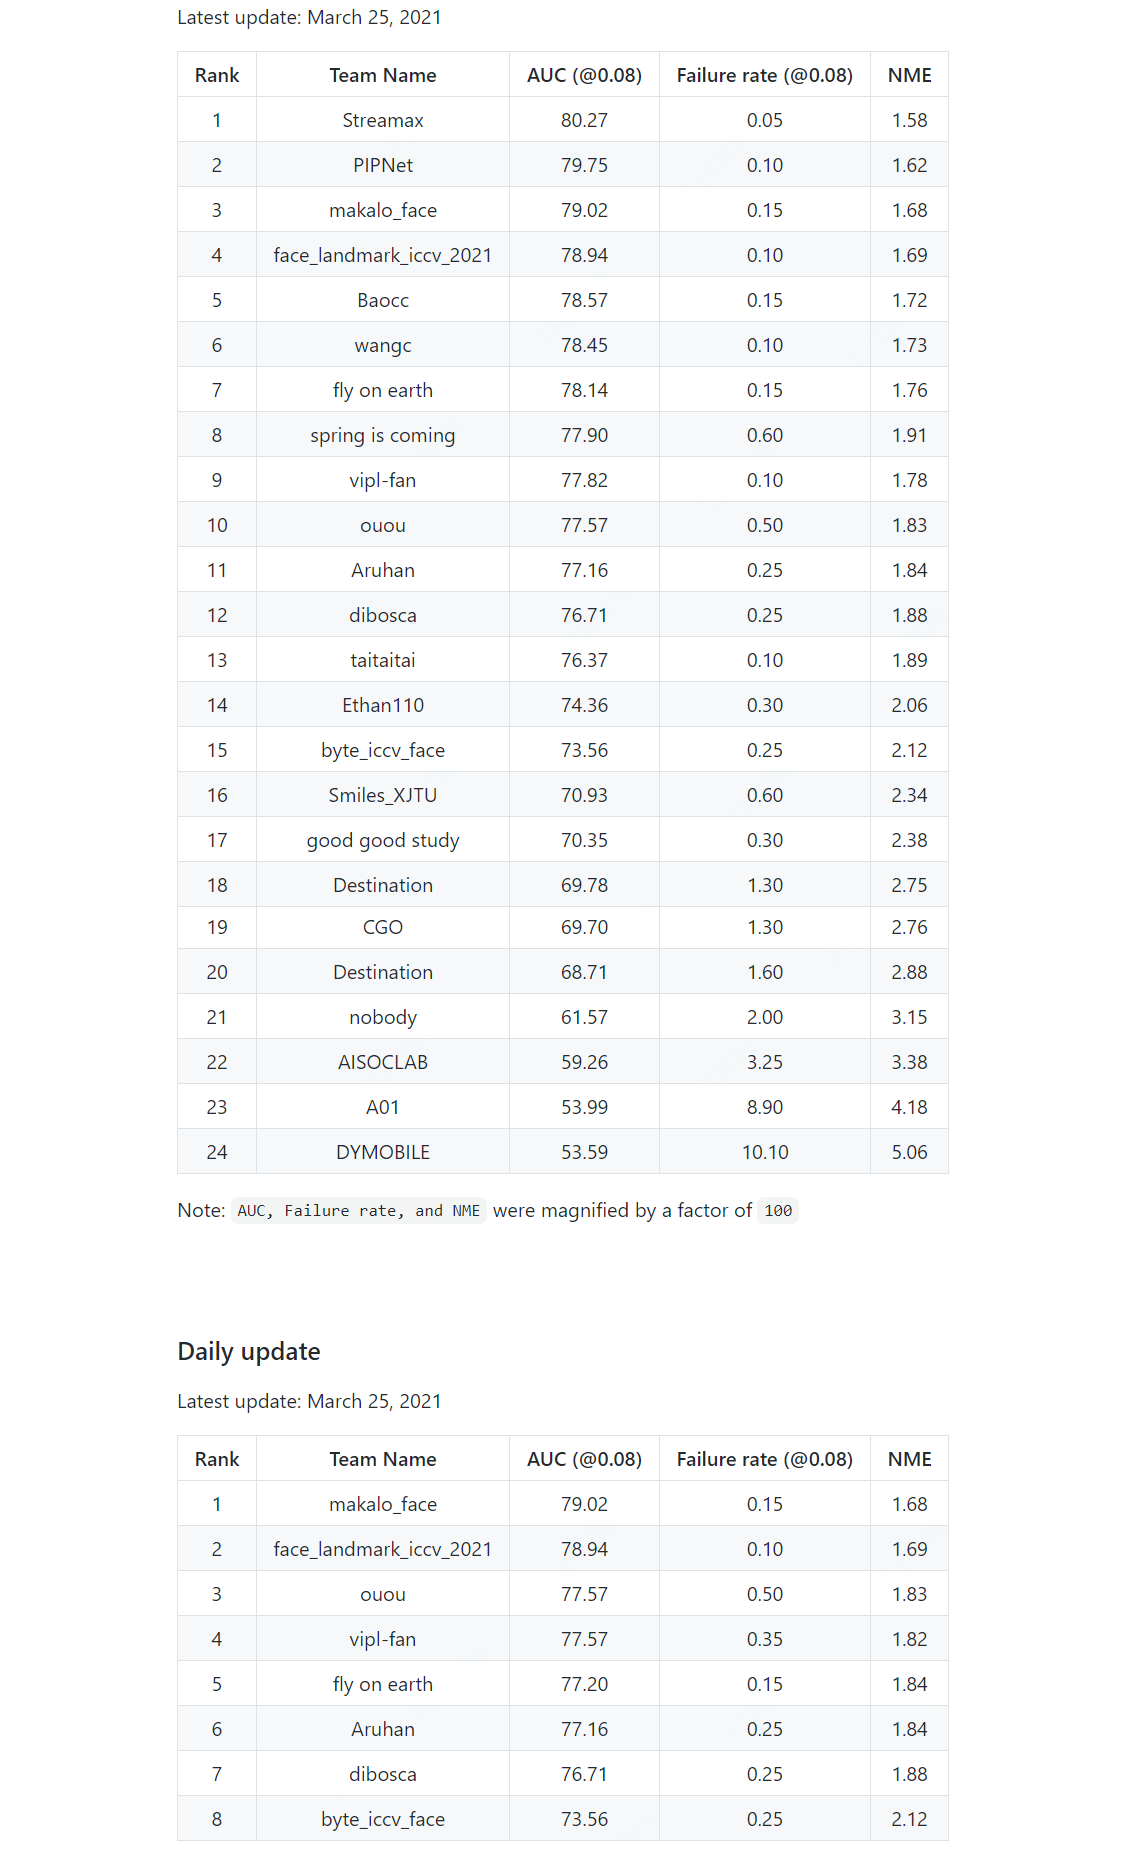 Latest update: March 25, 2021
Rank Team Name AUC (@0.08) Failure rate (@0.08) NME
1 Streamax 80.27 0.05 1.58
2 PIPNet 79.75 0.10 1.62
3 makalo_face 79.02 0.15 1.68
4 face_landmark_iccv_2021 78.94 0.10 1.69
5 Baocc 78.57 0.15 1.72
6 wangc 78.45 0.10 1.73
7 fly on earth 78.14 0.15 1.76
8 spring is coming 77.90 0.60 1.91
9 vipl-fan 77.82 0.10 1.78
10 ouou 77.57 0.50 1.83
11 Aruhan 77.16 0.25 1.84
12 dibosca 76.71 0.25 1.88
13 taitaitai 76.37 0.10 1.89
14 Ethan110 74.36 0.30 2.06
15 byte_iccv_face 73.56 0.25 2.12
16 Smiles_XJTU 70.93 0.60 2.34
17 good good study 70.35 0.30 2.38
18 Destination 69.78 1.30 2.75
19 CGO 69.70 1.30 2.76
20 Destination 68.71 1.60 2.88
21 nobody 61.57 2.00 3.15
22 AISOCLAB 59.26 3.25 3.38
23 A01 53.99 8.90 4.18
24 DYMOBILE 53.59 10.10 5.06
Note: AUC, Failure rate, and NME were magnified by a factor of 100
Daily update
Latest update: March 25, 2021
Rank Team Name AUC (@0.08) Failure rate (@0.08) NME
1 makalo_face 79.02 0.15 1.68
2 face_landmark_iccv_2021 78.94 0.10 1.69
3 ouou 77.57 0.50 1.83
4 vipl-fan 77.57 0.35 1.82
5 fly on earth 77.20 0.15 1.84
6 Aruhan 77.16 0.25 1.84
7 dibosca 76.71 0.25 1.88
8 byte_iccv_face 73.56 0.25 2.12